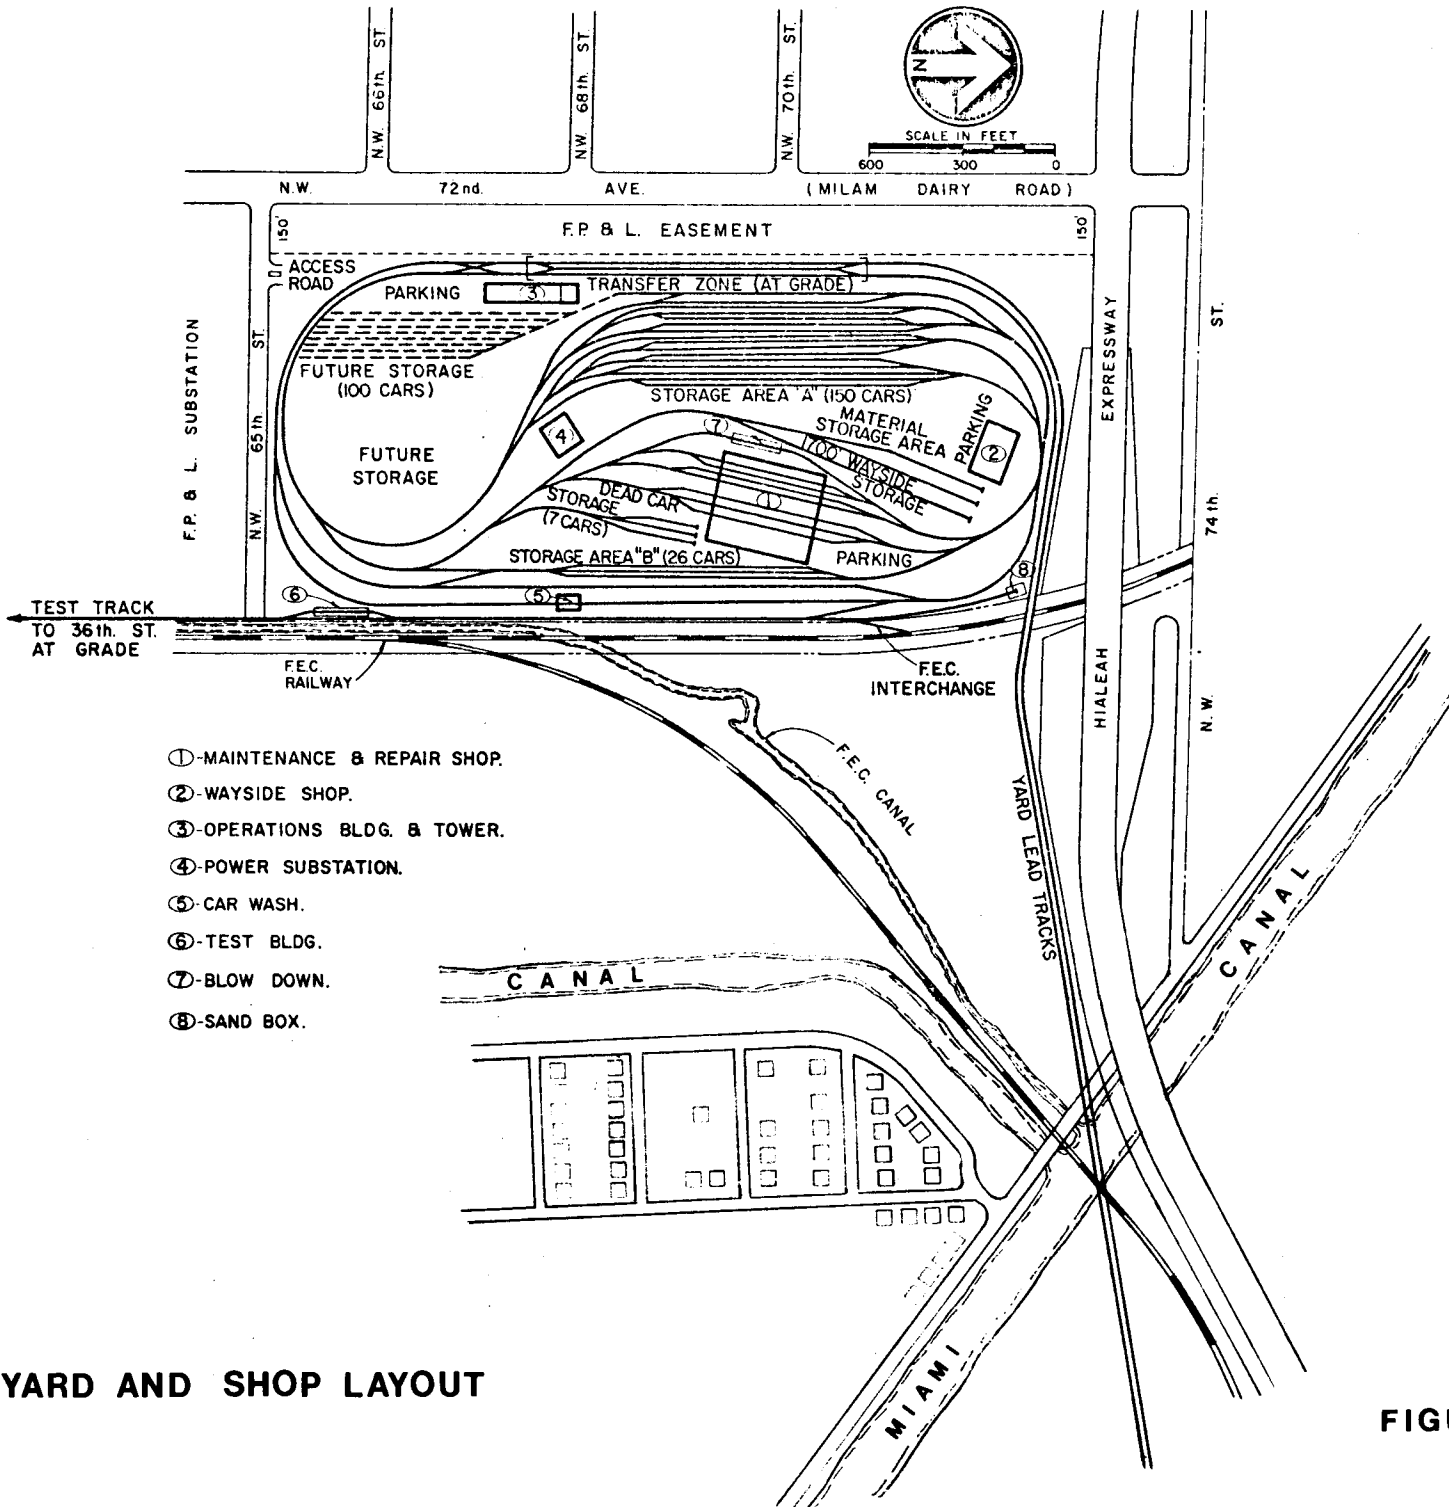 N.W. 66th. ST.
N.W. 68th. ST.
N.W. 70th. ST.
N
SCALE IN FEET
600 300 0
N.W. 72nd. AVE. (MILAM DAIRY ROAD)
150'
F.P. & L. EASEMENT
150'
ACCESS
ROAD
PARKING
3
TRANSFER ZONE (AT GRADE)
FUTURE STORAGE
(100 CARS)
STORAGE AREA "A" (150 CARS)
MATERIAL
STORAGE AREA
PARKING
2
4
7
1700' WAYSIDE
STORAGE
FUTURE
STORAGE
DEAD CAR
STORAGE
(7 CARS)
1
STORAGE AREA "B" (26 CARS)
PARKING
8
6
5
F.P. & L. SUBSTATION
N.W. 65th ST.
HIALEAH EXPRESSWAY
N.W. 74th. ST.
TEST TRACK
TO 36th. ST.
AT GRADE
F.E.C.
RAILWAY
F.E.C.
INTERCHANGE
F.E.C. CANAL
YARD LEAD TRACKS
①-MAINTENANCE & REPAIR SHOP.
②-WAYSIDE SHOP.
③-OPERATIONS BLDG. & TOWER.
④-POWER SUBSTATION.
⑤-CAR WASH.
⑥-TEST BLDG.
⑦-BLOW DOWN.
⑧-SAND BOX.
CANAL
MIAMI CANAL
YARD AND SHOP LAYOUT